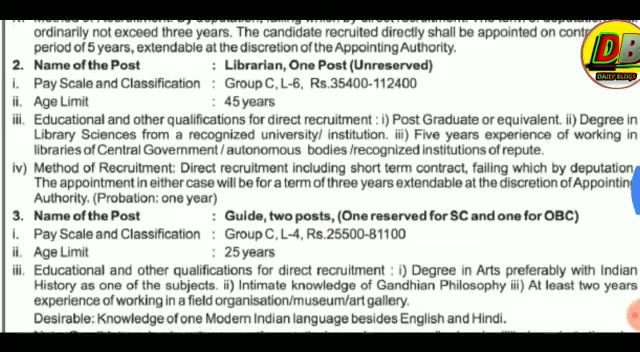 ordinarily not exceed three years. The candidate recruited directly shall be appointed on
period of 5 years, extendable at the discretion of the Appointing Authority.
2. Name of the Post : Librarian, One Post (Unreserved)
i. Pay Scale and Classification : Group C, L-6, Rs.35400-112400
ii. Age Limit : 45 years
iii. Educational and other qualifications for direct recruitment : i) Post Graduate or equivalent. ii) Degree in
Library Sciences from a recognized university/ institution. iii) Five years experience of working in
libraries of Central Government / autonomous bodies /recognized institutions of repute.
iv) Method of Recruitment: Direct recruitment including short term contract, failing which by deputation.
The appointment in either case will be for a term of three years extendable at the discretion of Appointing
Authority. (Probation: one year)
3. Name of the Post : Guide, two posts, (One reserved for SC and one for OBC)
i. Pay Scale and Classification : Group C, L-4, Rs.25500-81100
ii. Age Limit : 25 years
iii. Educational and other qualifications for direct recruitment : i) Degree in Arts preferably with Indian
History as one of the subjects. ii) Intimate knowledge of Gandhian Philosophy iii) At least two years
experience of working in a field organisation/museum/art gallery.
Desirable: Knowledge of one Modern Indian language besides English and Hindi.
DB
DAILY BLOGS